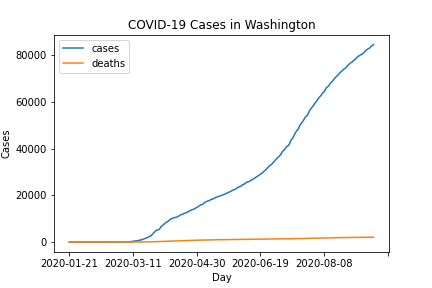 COVID-19 Cases in Washington
cases
deaths
80000
60000
40000
20000
0
Cases
2020-01-21 2020-03-11 2020-04-30 2020-06-19 2020-08-08
Day